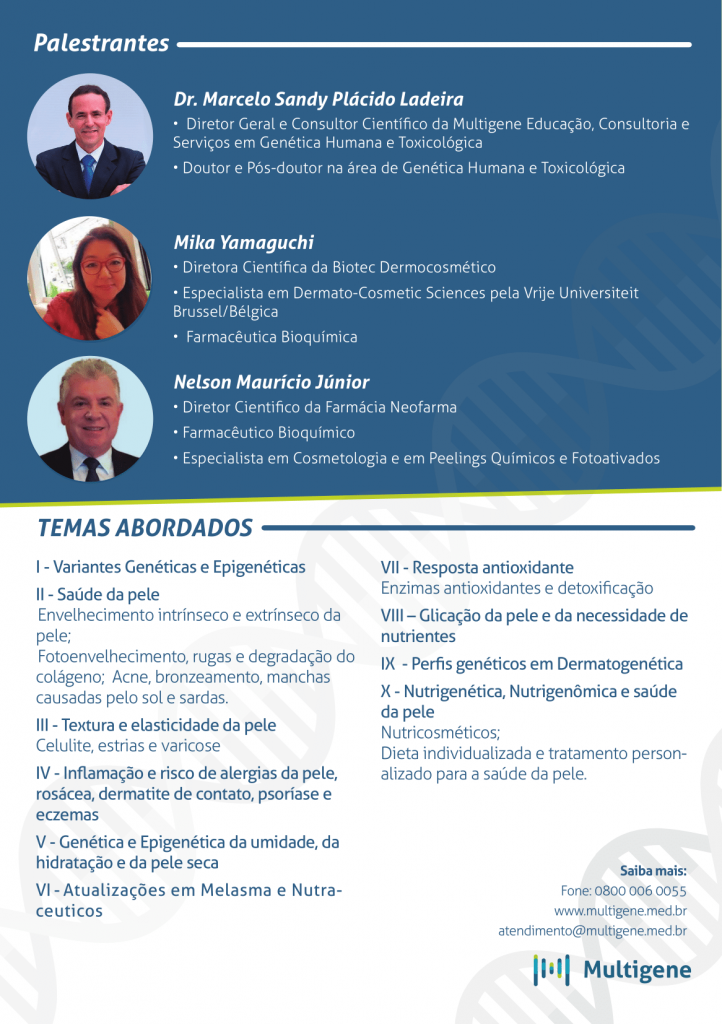 Palestrantes
Dr. Marcelo Sandy Plácido Ladeira
• Diretor Geral e Consultor Científico da Multigene Educação, Consultoria e
Serviços em Genética Humana e Toxicológica
• Doutor e Pós-doutor na área de Genética Humana e Toxicológica
Mika Yamaguchi
• Diretora Científica da Biotec Dermocosmético
• Especialista em Dermato-Cosmetic Sciences pela Vrije Universiteit
Brussel/Bélgica
• Farmacêutica Bioquímica
Nelson Maurício Júnior
• Diretor Cientifico da Farmácia Neofarma
• Farmacêutico Bioquímico
• Especialista em Cosmetologia e em Peelings Químicos e Fotoativados
TEMAS ABORDADOS
I - Variantes Genéticas e Epigenéticas
II - Saúde da pele
Envelhecimento intrínseco e extrínseco da
pele;
Fotoenvelhecimento, rugas e degradação do
colágeno; Acne, bronzeamento, manchas
causadas pelo sol e sardas.
III - Textura e elasticidade da pele
Celulite, estrias e varicose
IV - Inflamação e risco de alergias da pele,
rosácea, dermatite de contato, psoríase e
eczemas
V - Genética e Epigenética da umidade, da
hidratação e da pele seca
VI - Atualizações em Melasma e Nutra-
ceuticos
VII - Resposta antioxidante
Enzimas antioxidantes e detoxificação
VIII – Glicação da pele e da necessidade de
nutrientes
IX - Perfis genéticos em Dermatogenética
X - Nutrigenética, Nutrigenômica e saúde
da pele
Nutricosméticos;
Dieta individualizada e tratamento person-
alizado para a saúde da pele.
Saiba mais:
Fone: 0800 006 0055
www.multigene.med.br
atendimento@multigene.med.br
Multigene